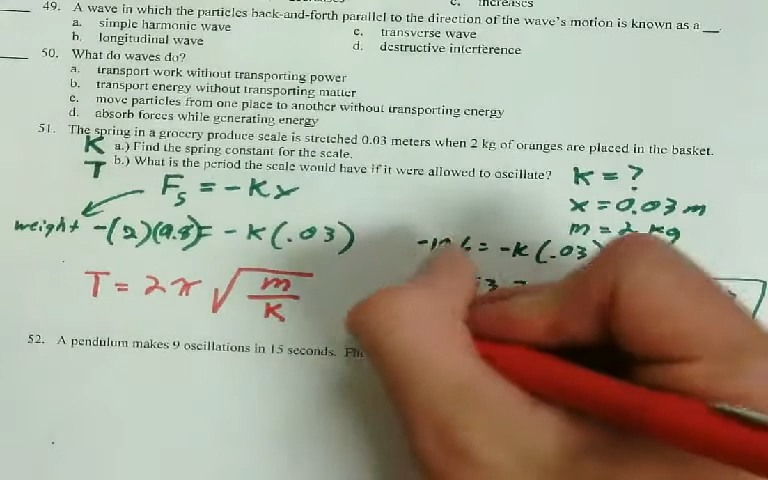 c. increases
49. A wave in which the particles back-and-forth parallel to the direction of the wave's motion is known as a __.
a. simple harmonic wave
c. transverse wave
b. longitudinal wave
d. destructive interference
50. What do waves do?
a. transport work without transporting power
b. transport energy without transporting matter
c. move particles from one place to another without transporting energy
d. absorb forces while generating energy
51. The spring in a grocery produce scale is stretched 0.03 meters when 2 kg of oranges are placed in the basket.
K a.) Find the spring constant for the scale.
T b.) What is the period the scale would have if it were allowed to oscillate?
K = ?
x = 0.03 m
m = 2 kg
Fs = -Kx
weight -(2)(9.8) = -K(.03)
= -K(.03)
T = 2π √(m/K)
52. A pendulum makes 9 oscillations in 15 seconds.